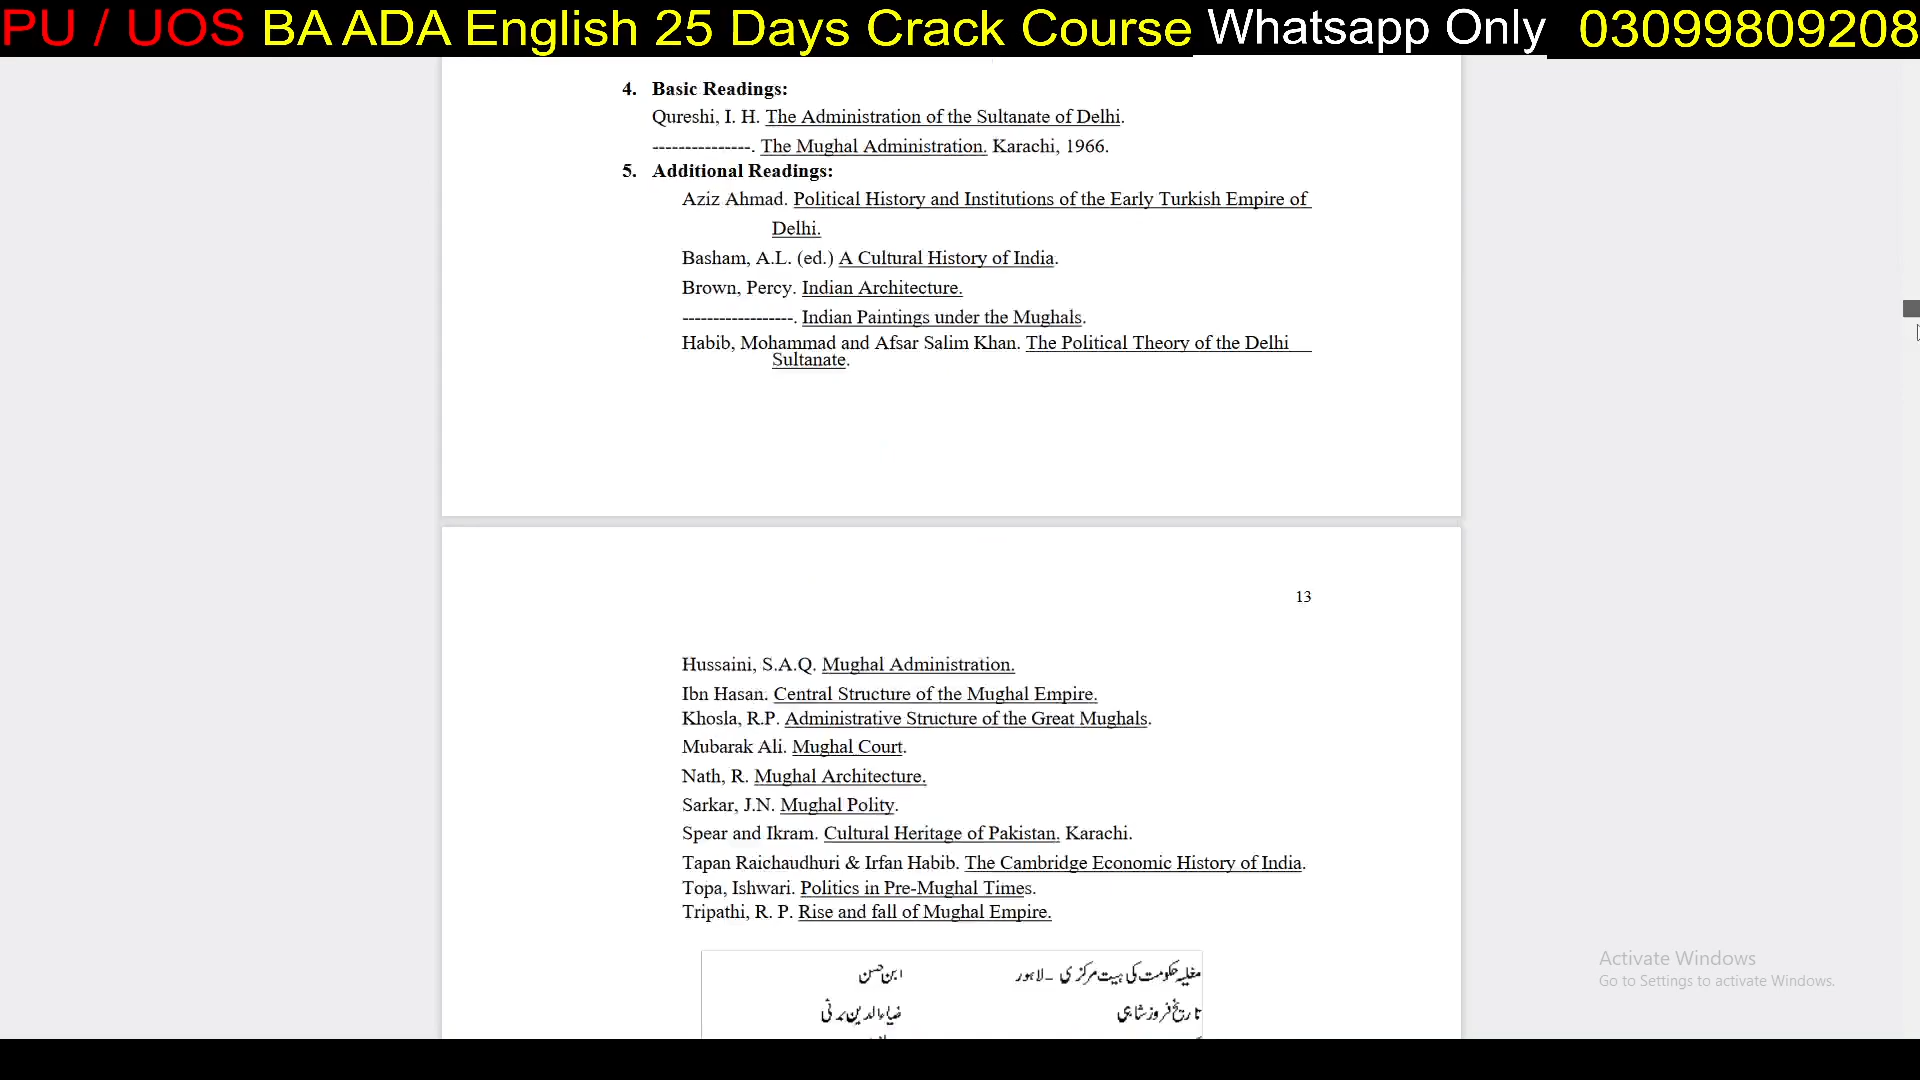 PU / UOS BA ADA English 25 Days Crack Course Whatsapp Only 03099809208
4. Basic Readings:
Qureshi, I. H. The Administration of the Sultanate of Delhi.
---------------. The Mughal Administration. Karachi, 1966.
5. Additional Readings:
Aziz Ahmad. Political History and Institutions of the Early Turkish Empire of
Delhi.
Basham, A.L. (ed.) A Cultural History of India.
Brown, Percy. Indian Architecture.
------------------. Indian Paintings under the Mughals.
Habib, Mohammad and Afsar Salim Khan. The Political Theory of the Delhi
Sultanate.
13
Hussaini, S.A.Q. Mughal Administration.
Ibn Hasan. Central Structure of the Mughal Empire.
Khosla, R.P. Administrative Structure of the Great Mughals.
Mubarak Ali. Mughal Court.
Nath, R. Mughal Architecture.
Sarkar, J.N. Mughal Polity.
Spear and Ikram. Cultural Heritage of Pakistan. Karachi.
Tapan Raichaudhuri & Irfan Habib. The Cambridge Economic History of India.
Topa, Ishwari. Politics in Pre-Mughal Times.
Tripathi, R. P. Rise and fall of Mughal Empire.
مغلیہ حکومت کی ہیت مرکزی ۔ لاہور ابن حسن
تاریخ فروز شاہی ضیاء الدین برنی
Activate Windows
Go to Settings to activate Windows.